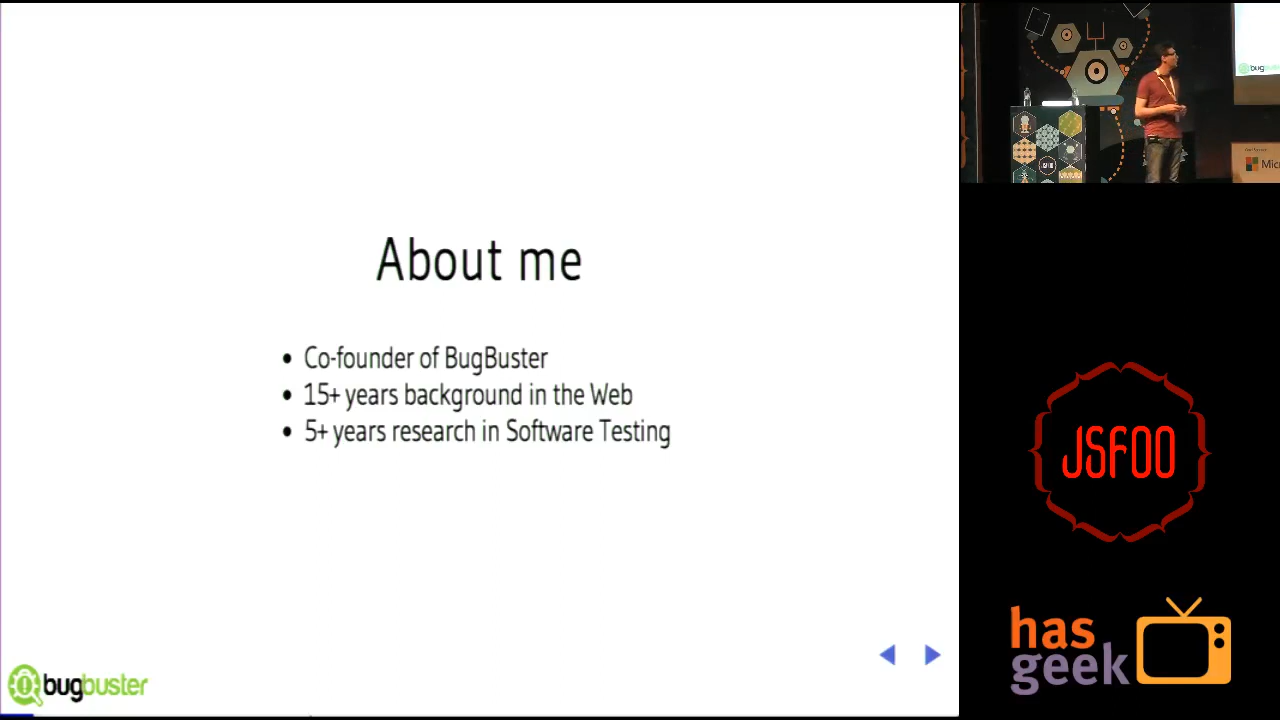 About me
• Co-founder of BugBuster
• 15+ years background in the Web
• 5+ years research in Software Testing
bugbuster
bug
JSFOO
has
geek